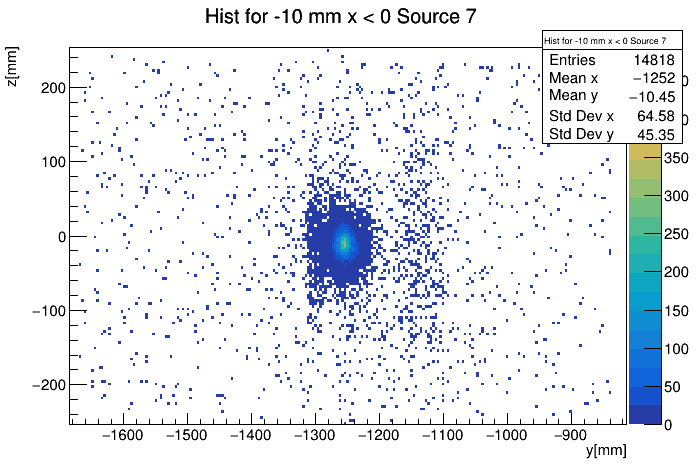 Hist for -10 mm x < 0 Source 7
Hist for -10 mm x < 0 Source 7
Entries 14818
Mean x −1252
Mean y −10.45
Std Dev x 64.58
Std Dev y 45.35
z[mm]
200
100
0
−100
−200
−1600 −1500 −1400 −1300 −1200 −1100 −1000 −900
y[mm]
0
0
350
300
250
200
150
100
50
0